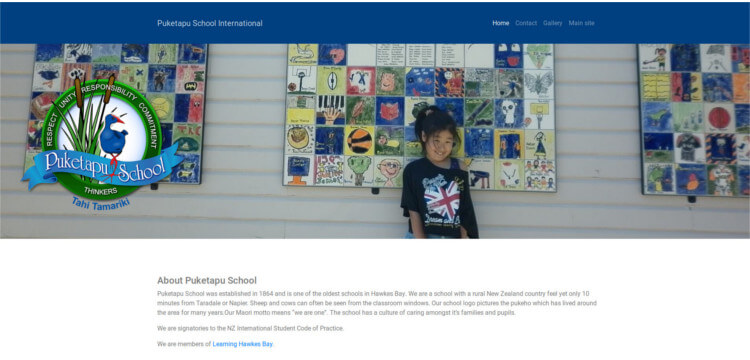 Puketapu School International
Home Contact Gallery Main site
RESPECT UNITY RESPONSIBILITY COMMITMENT
Puketapu School
THINKERS
Tahi Tamariki
About Puketapu School
Puketapu School was established in 1864 and is one of the oldest schools in Hawkes Bay. We are a school with a rural New Zealand country feel yet only 10
minutes from Taradale or Napier. Sheep and cows can often be seen from the classroom windows. Our school logo pictures the pukeho which has lived around
the area for many years.Our Maori motto means "we are one". The school has a culture of caring amongst it's families and pupils.
We are signatories to the NZ International Student Code of Practice.
We are members of Learning Hawkes Bay.